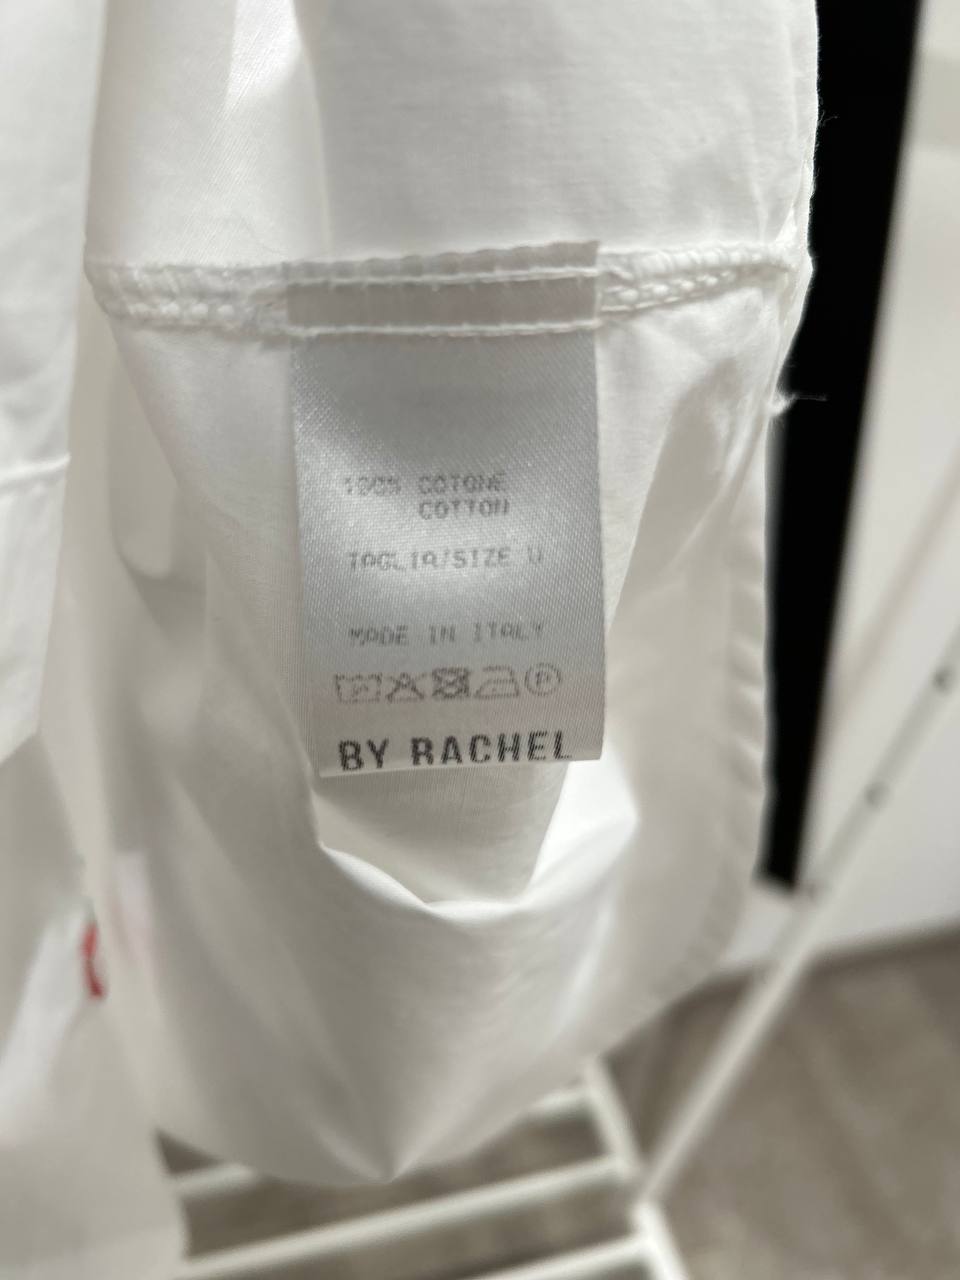 100% COTONE
COTTON
TAGLIA/SIZE U
MADE IN ITALY
P
BY RACHEL